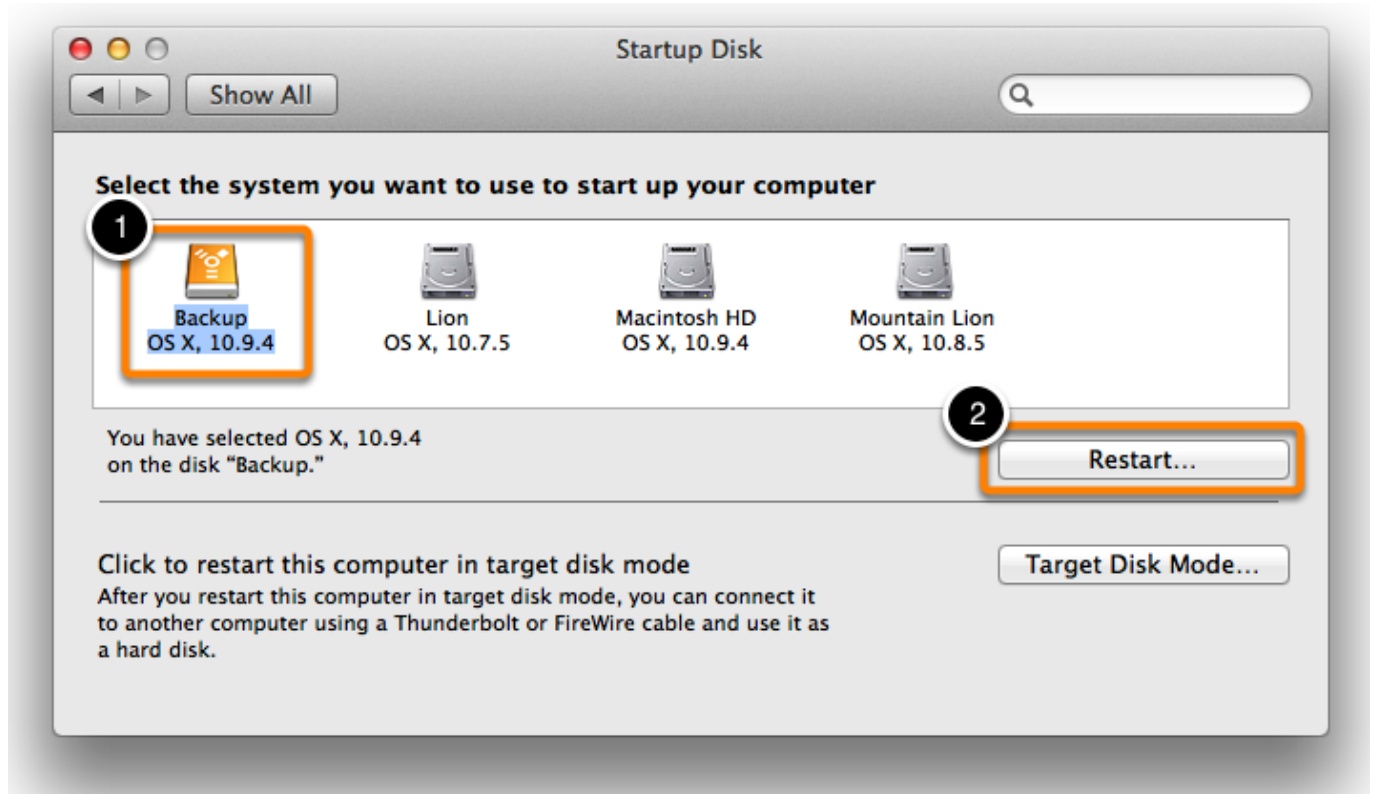 Startup Disk
Show All
Select the system you want to use to start up your computer
1
Backup
OS X, 10.9.4
Lion
OS X, 10.7.5
Macintosh HD
OS X, 10.9.4
Mountain Lion
OS X, 10.8.5
You have selected OS X, 10.9.4
on the disk “Backup.”
2
Restart...
Click to restart this computer in target disk mode
After you restart this computer in target disk mode, you can connect it
to another computer using a Thunderbolt or FireWire cable and use it as
a hard disk.
Target Disk Mode...